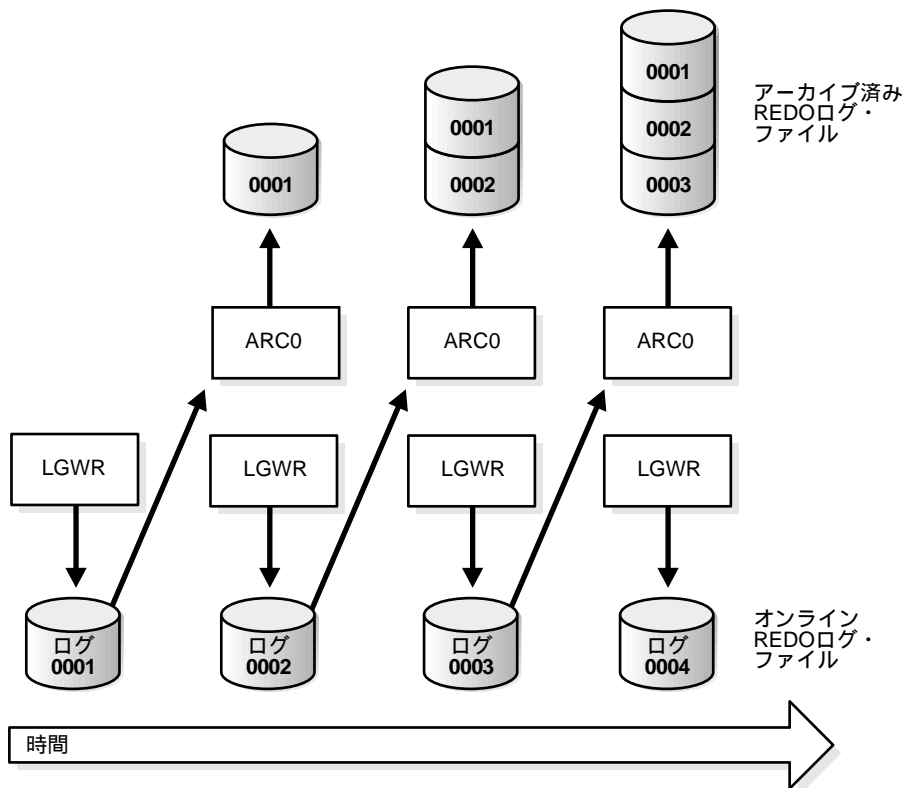 0001
0001
0002
0001
0002
0003
アーカイブ済み
REDOログ・
ファイル
ARC0
ARC0
ARC0
LGWR
LGWR
LGWR
LGWR
ログ
0001
ログ
0002
ログ
0003
ログ
0004
オンライン
REDOログ・
ファイル
時間